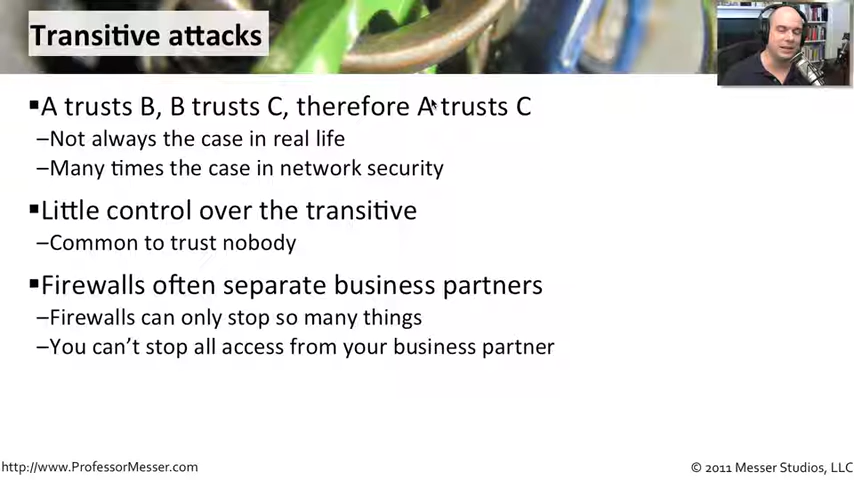 Transitive attacks
▪A trusts B, B trusts C, therefore A trusts C
–Not always the case in real life
–Many times the case in network security
▪Little control over the transitive
–Common to trust nobody
▪Firewalls often separate business partners
–Firewalls can only stop so many things
–You can't stop all access from your business partner
http://www.ProfessorMesser.com
© 2011 Messer Studios, LLC